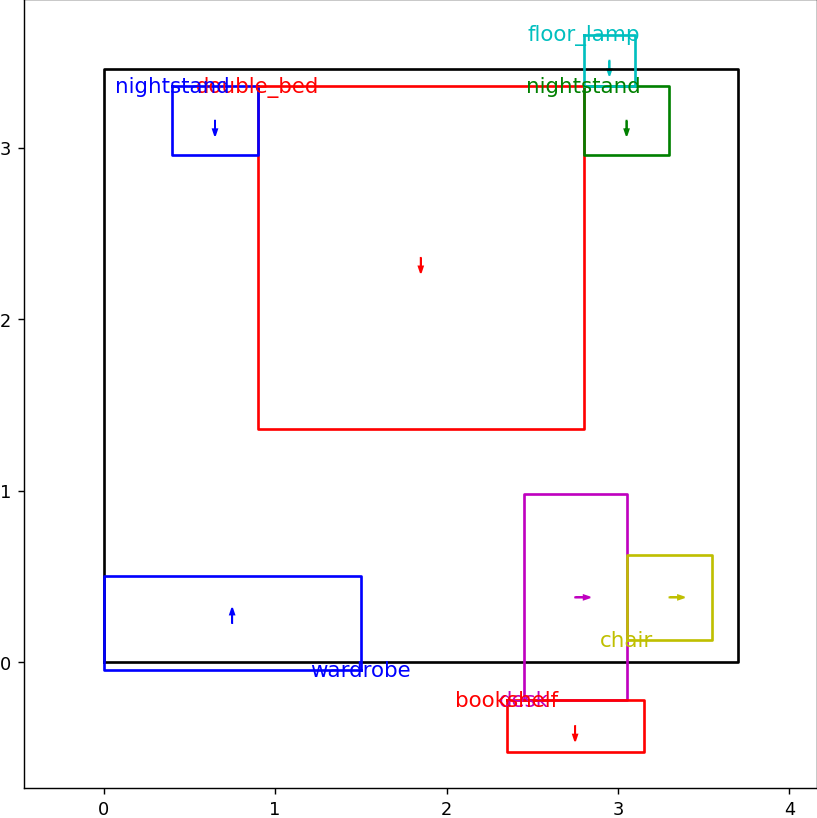 floor_lamp
nightstand
double_bed
nightstand
3
2
1
chair
0
wardrobe
bookshelf
desk
0
1
2
3
4